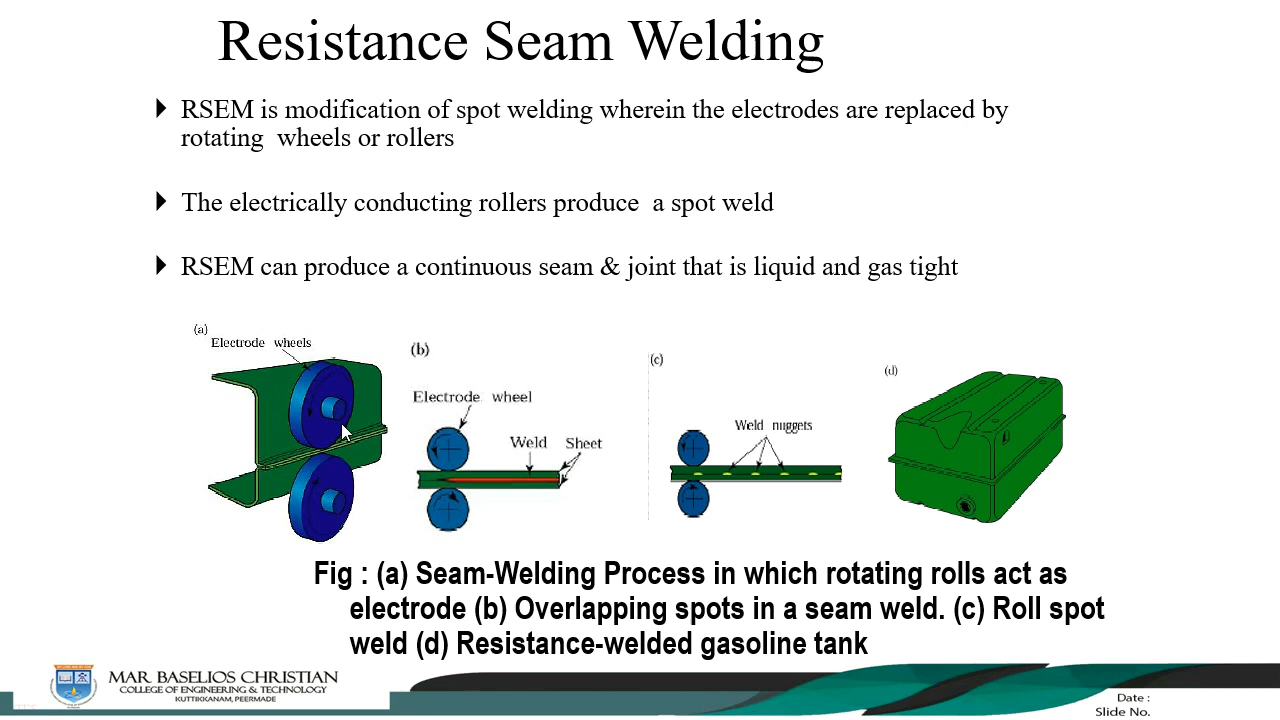 Resistance Seam Welding
RSEM is modification of spot welding wherein the electrodes are replaced by
rotating wheels or rollers
The electrically conducting rollers produce a spot weld
RSEM can produce a continuous seam & joint that is liquid and gas tight
(a)
Electrode wheels
(b)
Electrode wheel
Weld
Sheet
(c)
Weld nuggets
(d)
Fig : (a) Seam-Welding Process in which rotating rolls act as
electrode (b) Overlapping spots in a seam weld. (c) Roll spot
weld (d) Resistance-welded gasoline tank
MAR BASELIOS CHRISTIAN
COLLEGE OF ENGINEERING & TECHNOLOGY
KUTTIKKANAM, PEERMADE
Date :
Slide No.